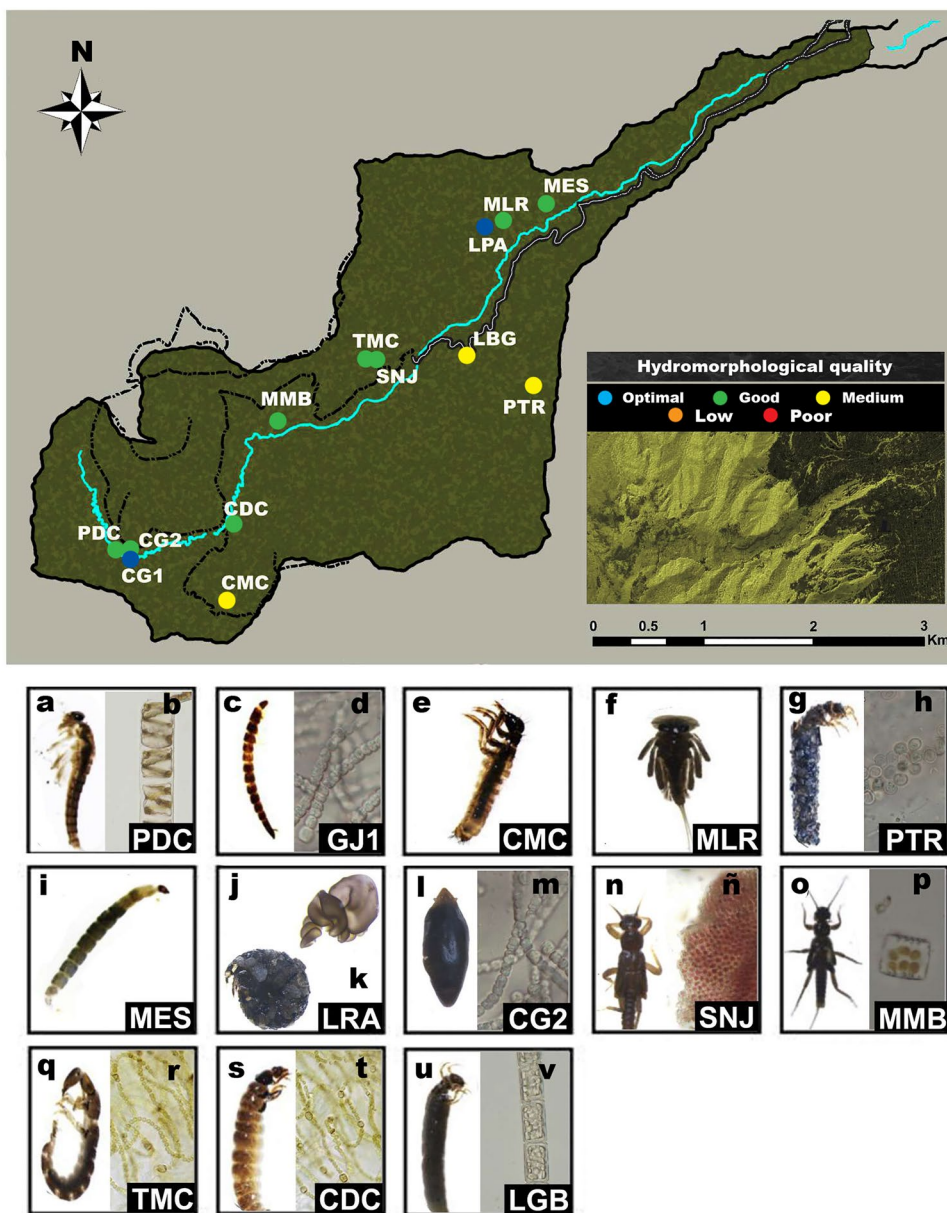 N
MES
MLR
LPA
TMC
LBG
SNJ
PTR
MMB
CDC
PDC
CG2
CG1
CMC
Hydromorphological quality
Optimal Good Medium
Low Poor
0 0.5 1 2 3
Km
a b c d e f g h
PDC GJ1 CMC MLR PTR
i j k l m n ñ o p
MES LRA CG2 SNJ MMB
q r s t u v
TMC CDC LGB